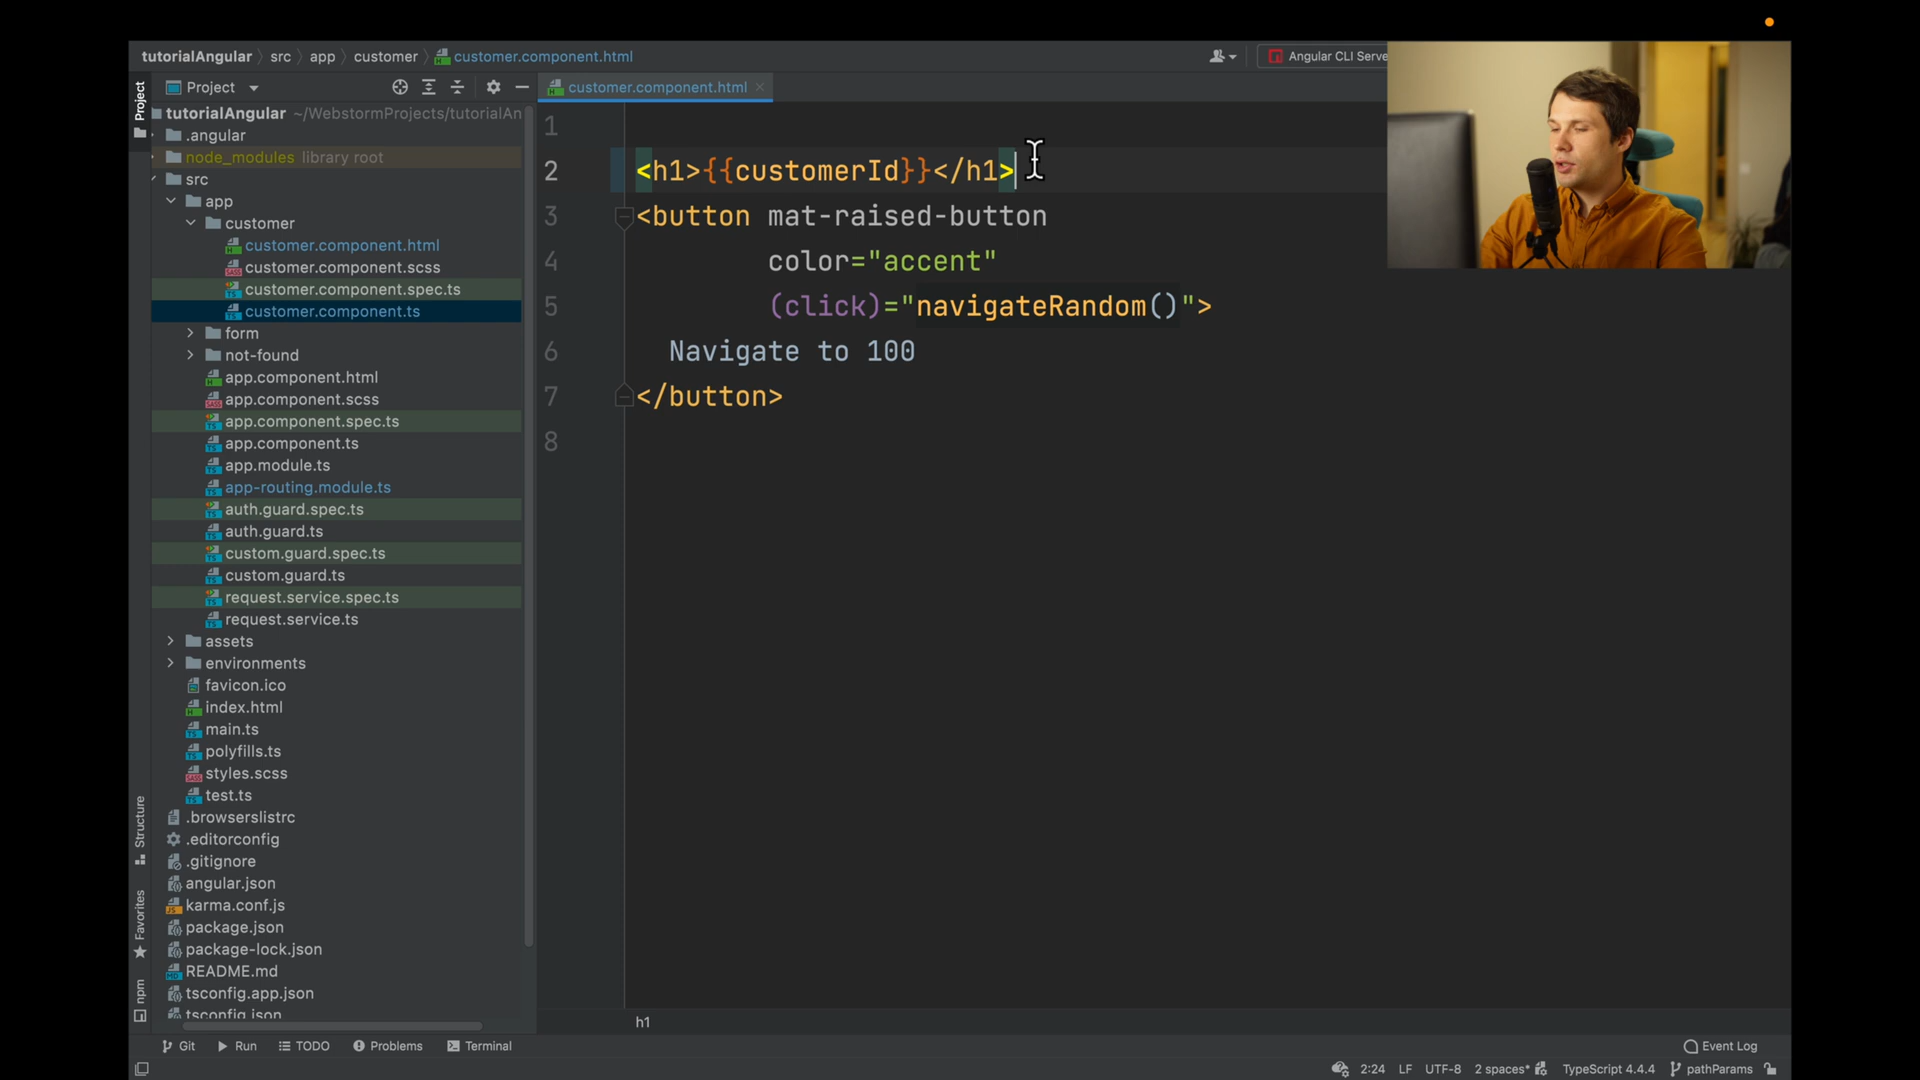 tutorialAngular src app customer customer.component.html
Angular CLI Serve
Project
Project
customer.component.html
tutorialAngular ~/WebstormProjects/tutorialAn
.angular
node_modules library root
src
app
customer
customer.component.html
customer.component.scss
customer.component.spec.ts
customer.component.ts
form
not-found
app.component.html
app.component.scss
app.component.spec.ts
app.component.ts
app.module.ts
app-routing.module.ts
auth.guard.spec.ts
auth.guard.ts
custom.guard.spec.ts
custom.guard.ts
request.service.spec.ts
request.service.ts
assets
environments
favicon.ico
index.html
main.ts
polyfills.ts
styles.scss
test.ts
.browserslistrc
.editorconfig
.gitignore
angular.json
karma.conf.js
package.json
package-lock.json
README.md
tsconfig.app.json
tsconfig.json
Structure
Favorites
npm
1
2 <h1>{{customerId}}</h1>
3 <button mat-raised-button
4 color="accent"
5 (click)="navigateRandom()">
6 Navigate to 100
7 </button>
8
h1
Git Run TODO Problems Terminal Event Log
2:24 LF UTF-8 2 spaces* TypeScript 4.4.4 pathParams